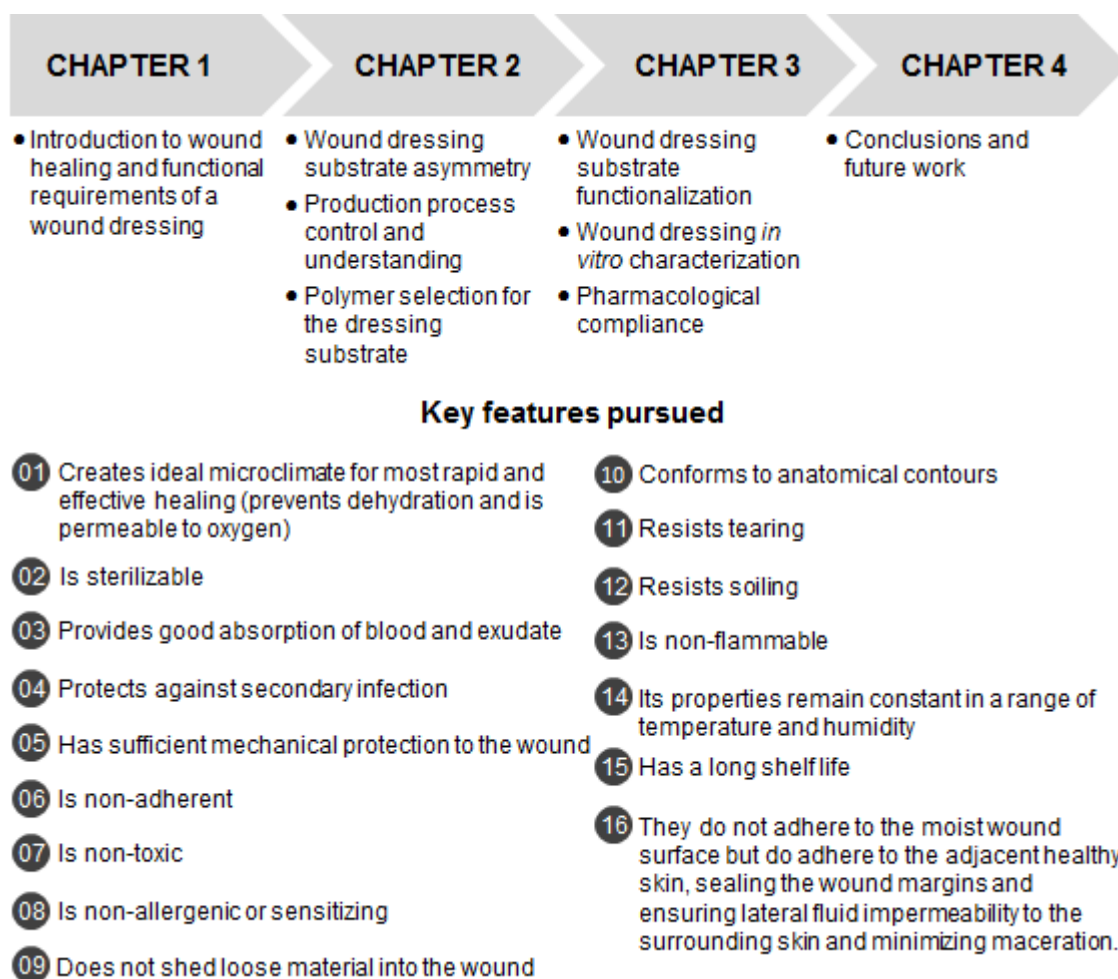 CHAPTER 1
CHAPTER 2
CHAPTER 3
CHAPTER 4
• Introduction to wound
healing and functional
requirements of a
wound dressing
• Wound dressing
substrate asymmetry
• Production process
control and
understanding
• Polymer selection for
the dressing
substrate
• Wound dressing
substrate
functionalization
• Wound dressing in
vitro characterization
• Pharmacological
compliance
• Conclusions and
future work
Key features pursued
01 Creates ideal microclimate for most rapid and
effective healing (prevents dehydration and is
permeable to oxygen)
02 Is sterilizable
03 Provides good absorption of blood and exudate
04 Protects against secondary infection
05 Has sufficient mechanical protection to the wound
06 Is non-adherent
07 Is non-toxic
08 Is non-allergenic or sensitizing
09 Does not shed loose material into the wound
10 Conforms to anatomical contours
11 Resists tearing
12 Resists soiling
13 Is non-flammable
14 Its properties remain constant in a range of
temperature and humidity
15 Has a long shelf life
16 They do not adhere to the moist wound
surface but do adhere to the adjacent healthy
skin, sealing the wound margins and
ensuring lateral fluid impermeability to the
surrounding skin and minimizing maceration.